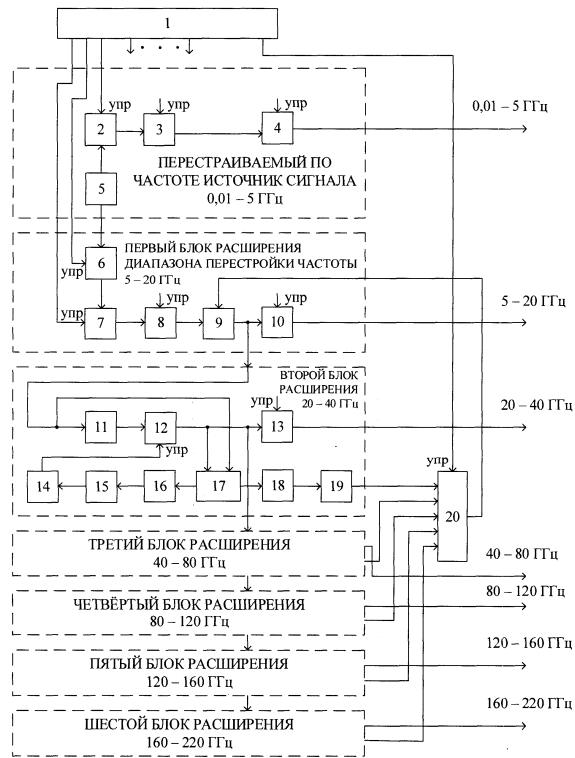 1
упр
упр
упр
2
3
4
0,01 – 5 ГГц
ПЕРЕСТРАИВАЕМЫЙ ПО
ЧАСТОТЕ ИСТОЧНИК СИГНАЛА
0,01 – 5 ГГц
5
ПЕРВЫЙ БЛОК РАСШИРЕНИЯ
ДИАПАЗОНА ПЕРЕСТРОЙКИ ЧАСТОТЫ
5 – 20 ГГц
6
упр
упр
упр
упр
7
8
9
10
5 – 20 ГГц
ВТОРОЙ БЛОК
РАСШИРЕНИЯ
20 – 40 ГГц
упр
11
12
13
20 – 40 ГГц
упр
упр
14
15
16
17
18
19
20
ТРЕТИЙ БЛОК РАСШИРЕНИЯ
40 – 80 ГГц
40 – 80 ГГц
80 – 120 ГГц
ЧЕТВЁРТЫЙ БЛОК РАСШИРЕНИЯ
80 – 120 ГГц
120 – 160 ГГц
ПЯТЫЙ БЛОК РАСШИРЕНИЯ
120 – 160 ГГц
160 – 220 ГГц
ШЕСТОЙ БЛОК РАСШИРЕНИЯ
160 – 220 ГГц